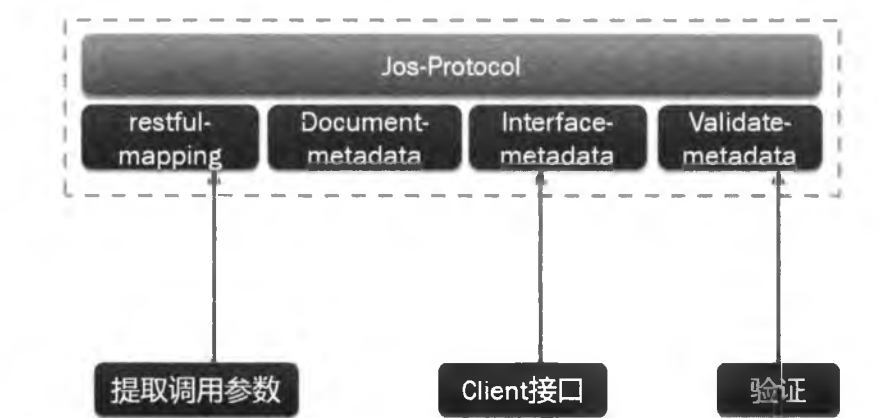 Jos-Protocol
restful-
mapping
Document-
metadata
Interface-
metadata
Validate-
metadata
提取调用参数
Client接口
验证